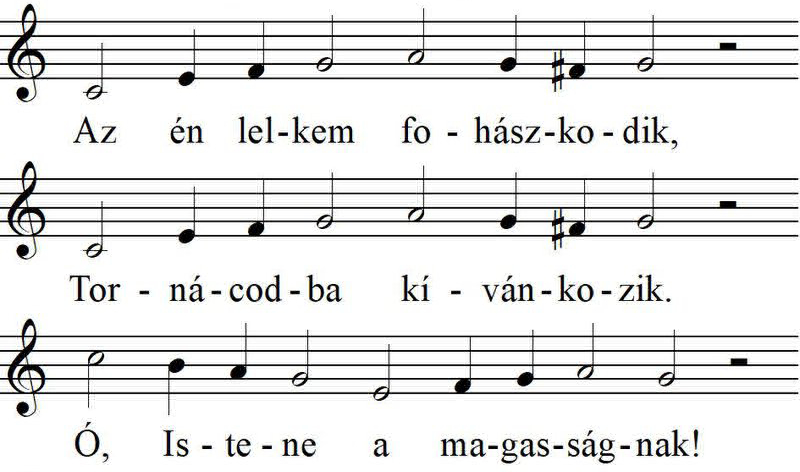 Az én lel-kem fo-hász-ko-dik,
Tor-ná-cod-ba kí-ván-ko-zik.
Ó, Is-te-ne a ma-gas-ság-nak!